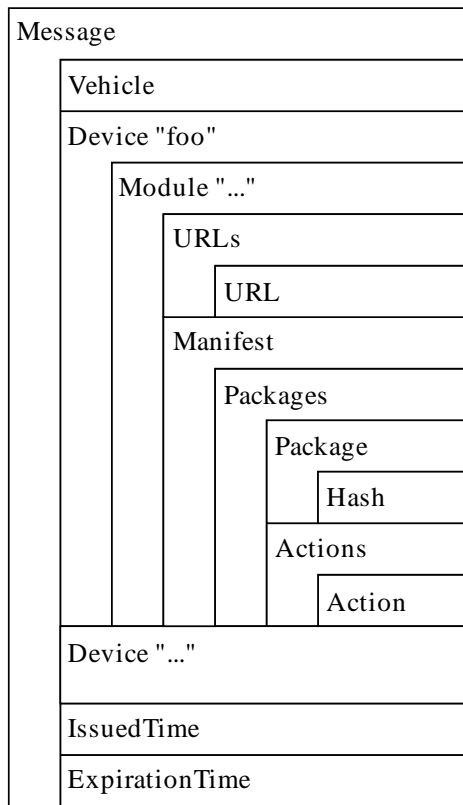 Message
Vehicle
Device "foo"
Module "..."
URLs
URL
Manifest
Packages
Package
Hash
Actions
Action
Device "..."
IssuedTime
ExpirationTime